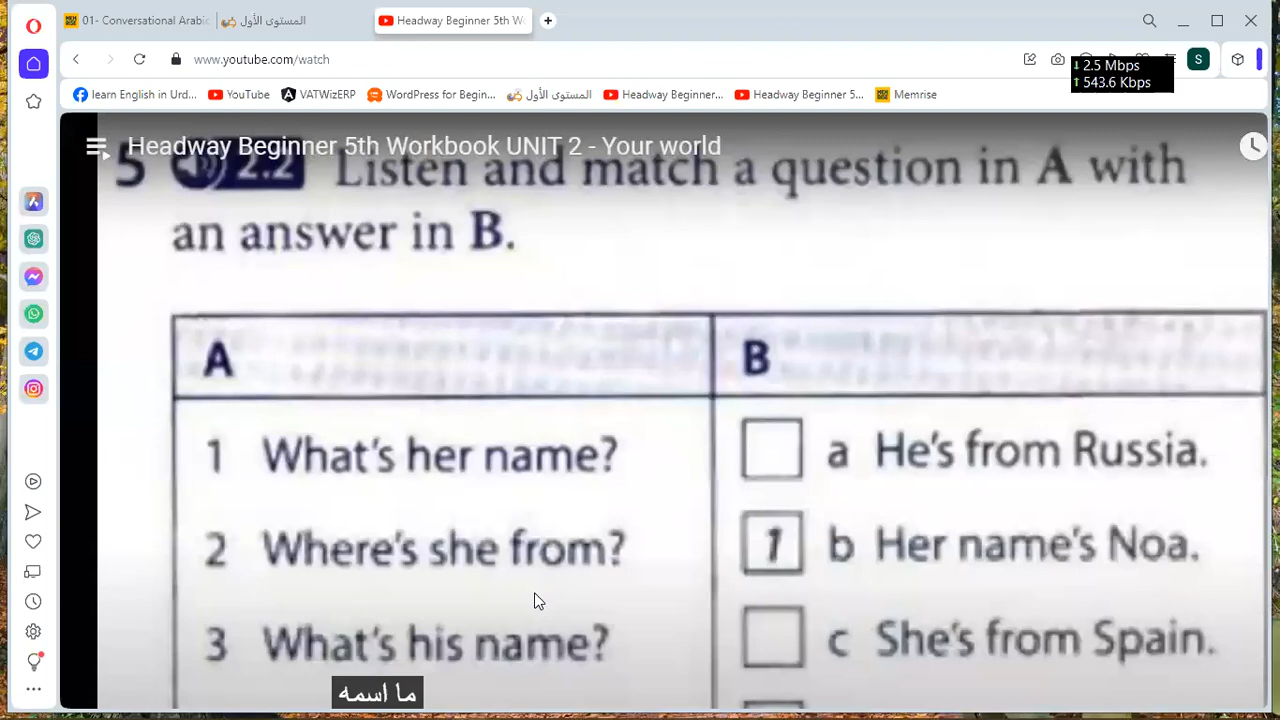 01- Conversational Arabic
المستوى الأول
Headway Beginner 5th Wo
www.youtube.com/watch
S
↓ 2.5 Mbps
↑ 543.6 Kbps
learn English in Urd...
YouTube
VATWizERP
WordPress for Begin...
المستوى الأول
Headway Beginner...
Headway Beginner 5...
Memrise
Headway Beginner 5th Workbook UNIT 2 - Your world
5 2.2 Listen and match a question in A with
an answer in B.
A B
1 What's her name? a He's from Russia.
2 Where's she from? 1 b Her name's Noa.
3 What's his name? c She's from Spain.
ما اسمه